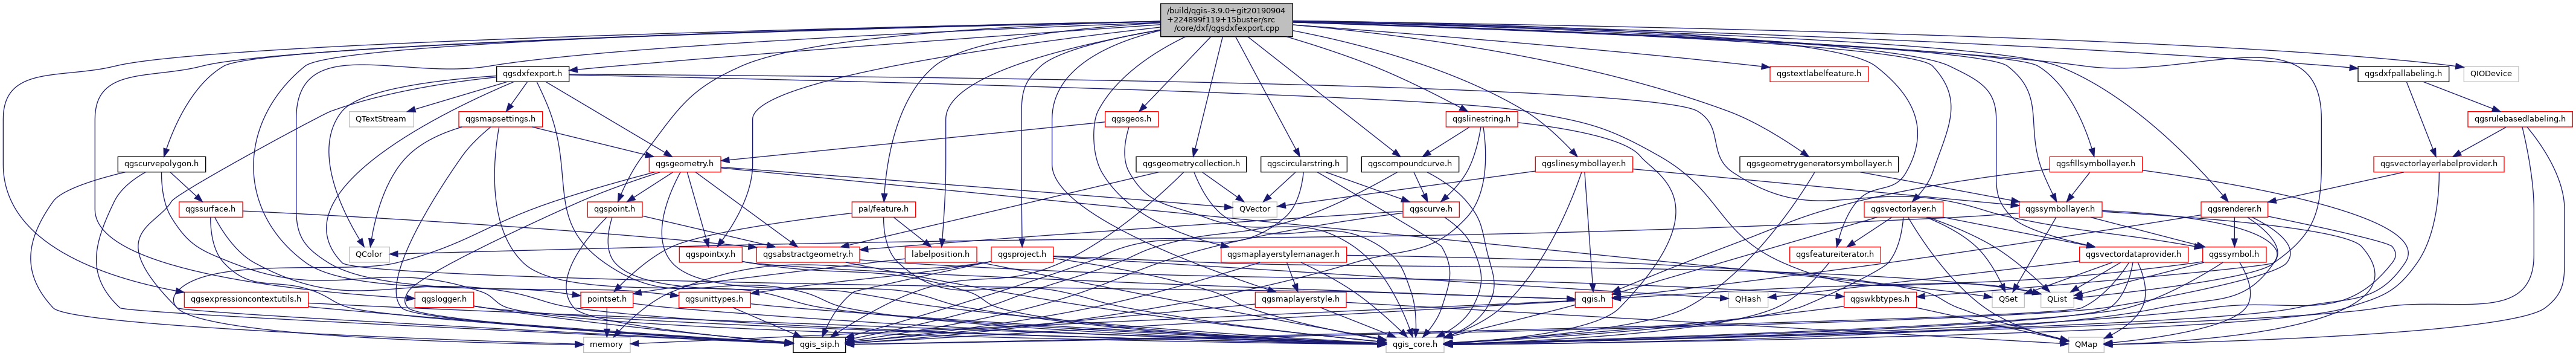 /build/qgis-3.9.0+git20190904
+224899f119+15buster/src
/core/dxf/qgsdxfexport.cpp
qgsdxfexport.h
qgstextlabelfeature.h
qgsdxfpallabeling.h
QIODevice
QTextStream
qgsmapsettings.h
qgsgeos.h
qgslinestring.h
qgsrulebasedlabeling.h
qgscurvepolygon.h
qgsgeometry.h
qgsgeometrycollection.h
qgscircularstring.h
qgscompoundcurve.h
qgslinesymbollayer.h
qgsgeometrygeneratorsymbollayer.h
qgsfillsymbollayer.h
qgsvectorlayerlabelprovider.h
qgssurface.h
qgspoint.h
pal/feature.h
QVector
qgscurve.h
qgsvectorlayer.h
qgssymbollayer.h
qgsrenderer.h
QColor
qgspointxy.h
qgsabstractgeometry.h
labelposition.h
qgsproject.h
qgsmaplayerstylemanager.h
qgsfeatureiterator.h
qgsvectordataprovider.h
qgssymbol.h
qgsexpressioncontextutils.h
qgslogger.h
pointset.h
qgsunittypes.h
qgsmaplayerstyle.h
qgis.h
QHash
qgswkbtypes.h
QSet
QList
memory
qgis_sip.h
qgis_core.h
QMap